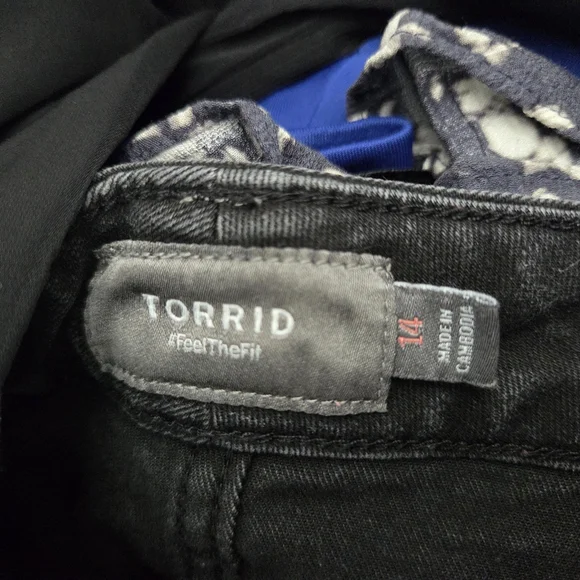 TORRID
#FeelTheFit
14
MADE IN
CAMBODIA